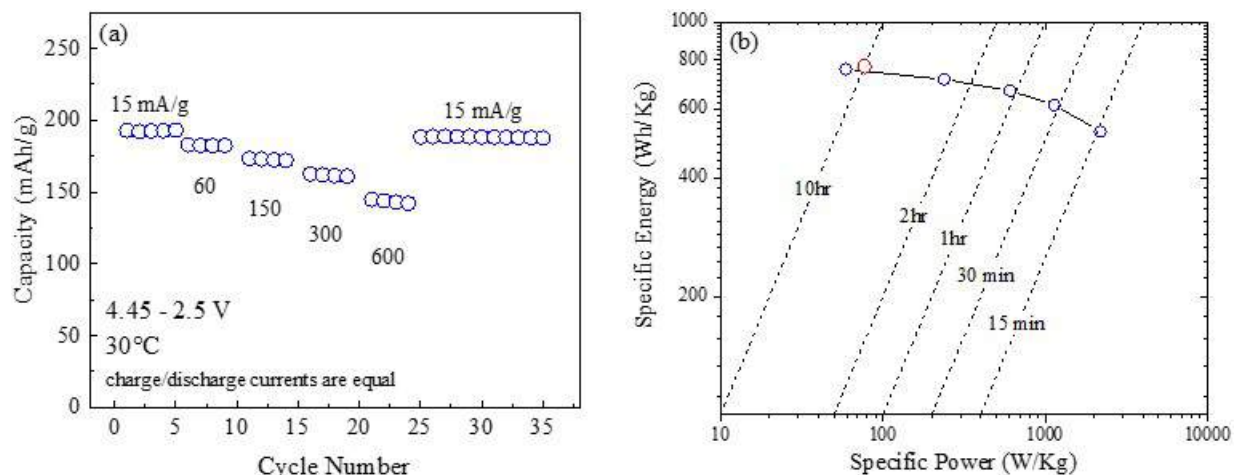 (a)
250
200
150
100
50
0
Capacity (mAh/g)
15 mA/g
60
150
300
600
15 mA/g
4.45 - 2.5 V
30°C
charge/discharge currents are equal
0 5 10 15 20 25 30 35
Cycle Number
(b)
1000
800
600
400
200
Specific Energy (Wh/Kg)
10hr
2hr
1hr
30 min
15 min
10 100 1000 10000
Specific Power (W/Kg)